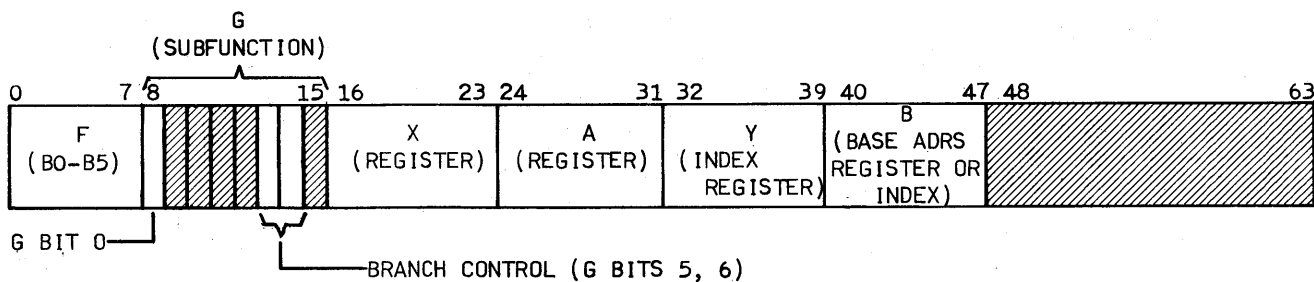 G
(SUBFUNCTION)
0 7 8 15 16 23 24 31 32 39 40 47 48 63
F
(B0-B5)
X
(REGISTER)
A
(REGISTER)
Y
(INDEX
REGISTER)
B
(BASE ADRS
REGISTER OR
INDEX)
G BIT 0
BRANCH CONTROL (G BITS 5, 6)